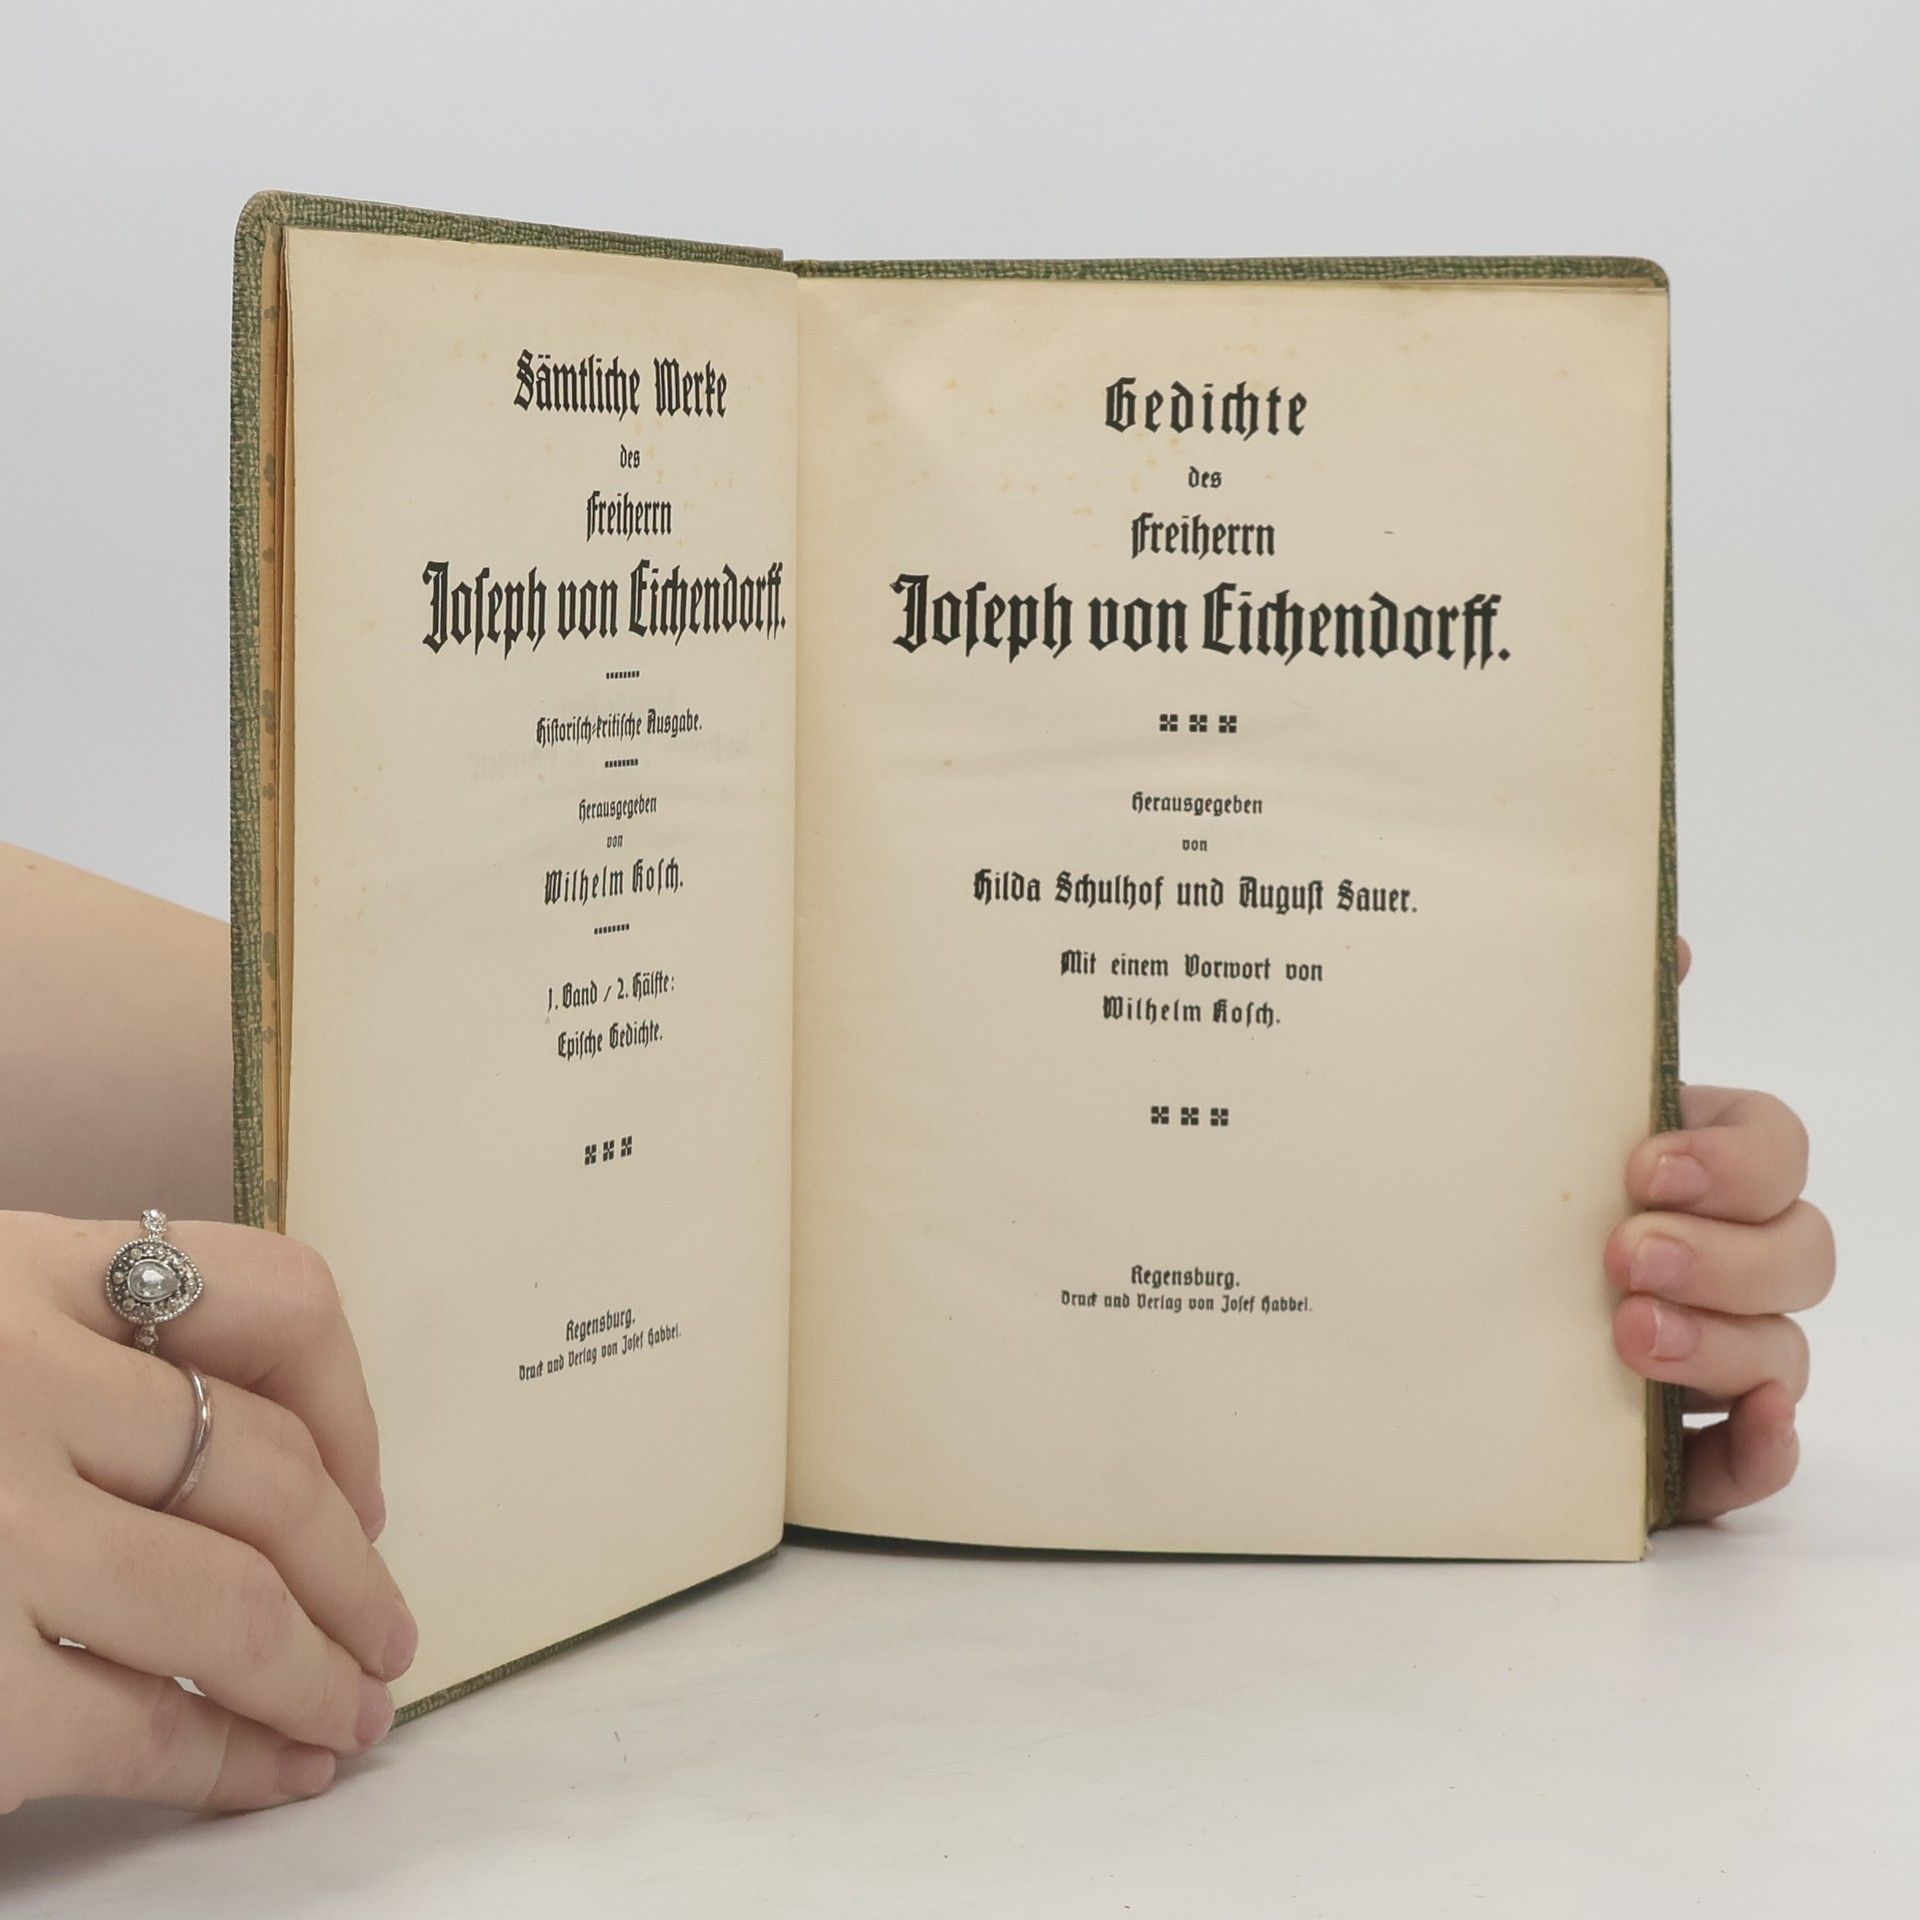 Sämtliche Werke
des
Freiherrn
Joseph von Eichendorff.
Historisch-kritische Ausgabe.
Herausgegeben
von
Wilhelm Kosch.
1. Band / 2. Hälfte:
Epische Gedichte.
Regensburg.
Druck und Verlag von Josef Habbel.
Gedichte
des
Freiherrn
Joseph von Eichendorff.
Herausgegeben
von
Hilda Schulhof und August Sauer.
Mit einem Vorwort von
Wilhelm Kosch.
Regensburg.
Druck und Verlag von Josef Habbel.